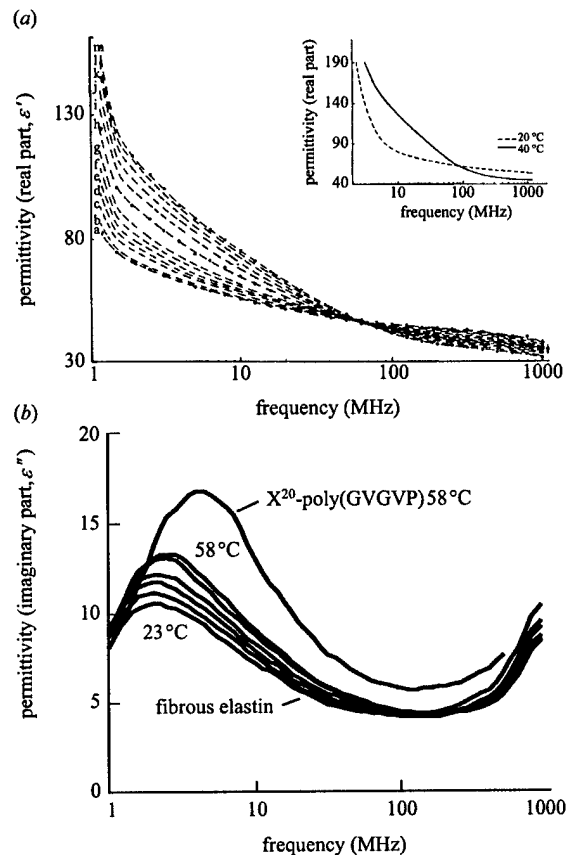 (a)
130
80
30
1
10
100
1000
permittivity (real part, ε′)
frequency (MHz)
m
l
k
j
i
h
g
f
e
d
c
b
a
190
140
90
40
10
100
1000
permittivity (real part)
frequency (MHz)
20 °C
40 °C
(b)
20
15
10
5
0
1
10
100
1000
permittivity (imaginary part, ε″)
frequency (MHz)
X²⁰-poly(GVGVP)58°C
58°C
23°C
fibrous elastin